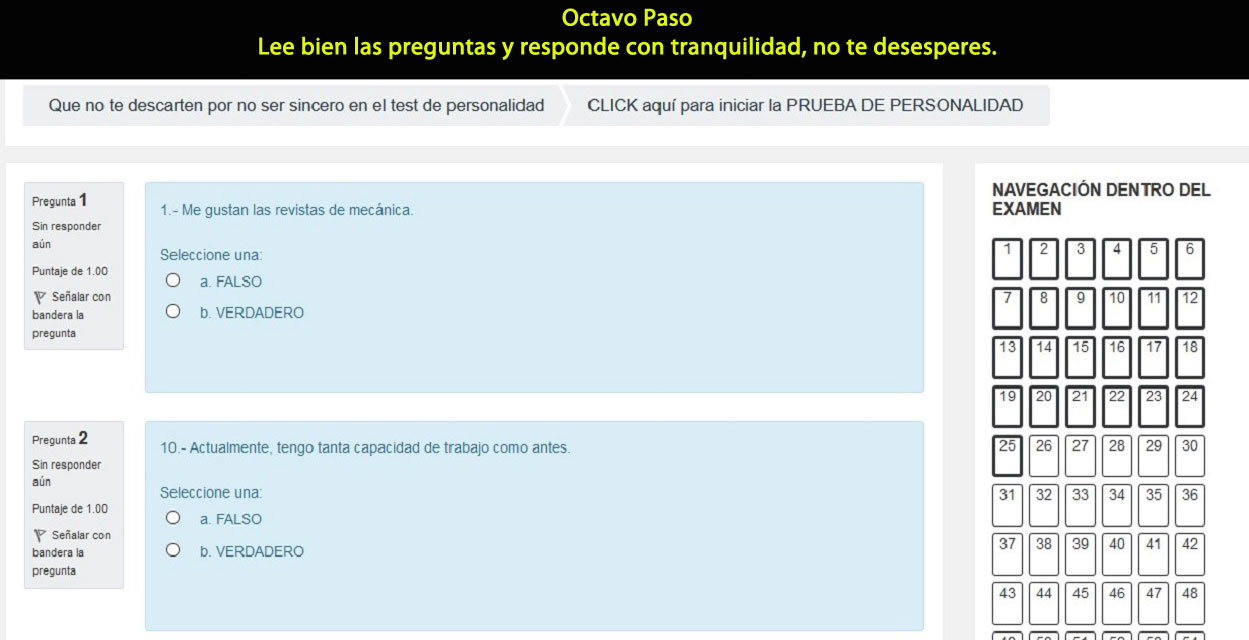 Octavo Paso
Lee bien las preguntas y responde con tranquilidad, no te desesperes.
Que no te descarten por no ser sincero en el test de personalidad
CLICK aquí para iniciar la PRUEBA DE PERSONALIDAD
Pregunta 1
Sin responder
aún
Puntaje de 1.00
Señalar con
bandera la
pregunta
1.- Me gustan las revistas de mecánica.
Seleccione una:
a. FALSO
b. VERDADERO
Pregunta 2
Sin responder
aún
Puntaje de 1.00
Señalar con
bandera la
pregunta
10.- Actualmente, tengo tanta capacidad de trabajo como antes.
Seleccione una:
a. FALSO
b. VERDADERO
NAVEGACIÓN DENTRO DEL
EXAMEN
1 2 3 4 5 6
7 8 9 10 11 12
13 14 15 16 17 18
19 20 21 22 23 24
25 26 27 28 29 30
31 32 33 34 35 36
37 38 39 40 41 42
43 44 45 46 47 48